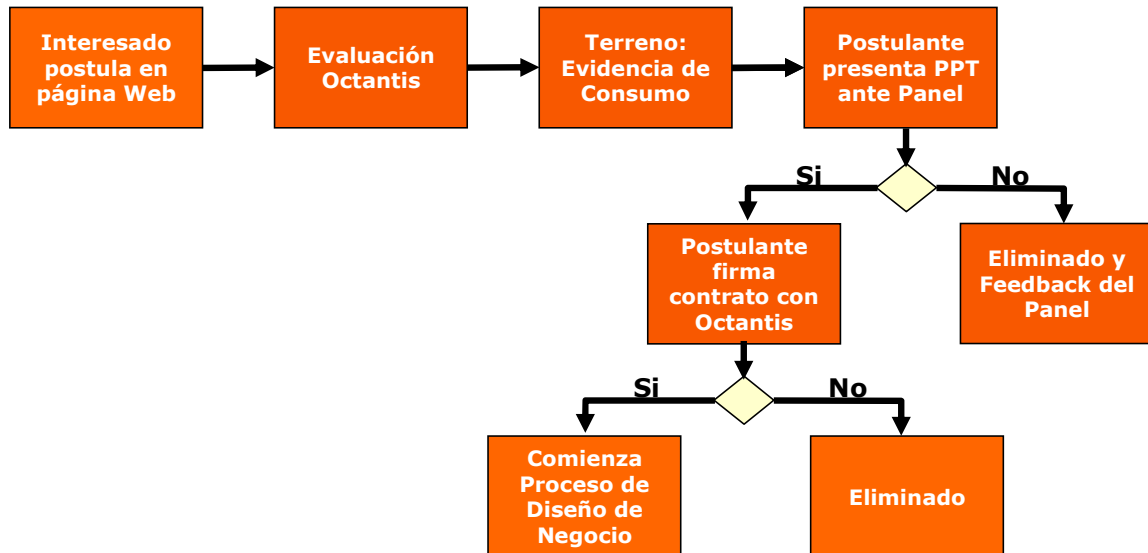 Interesado
postula en
página Web
Evaluación
Octantis
Terreno:
Evidencia de
Consumo
Postulante
presenta PPT
ante Panel
Si
No
Postulante
firma
contrato con
Octantis
Eliminado y
Feedback del
Panel
Si
No
Comienza
Proceso de
Diseño de
Negocio
Eliminado